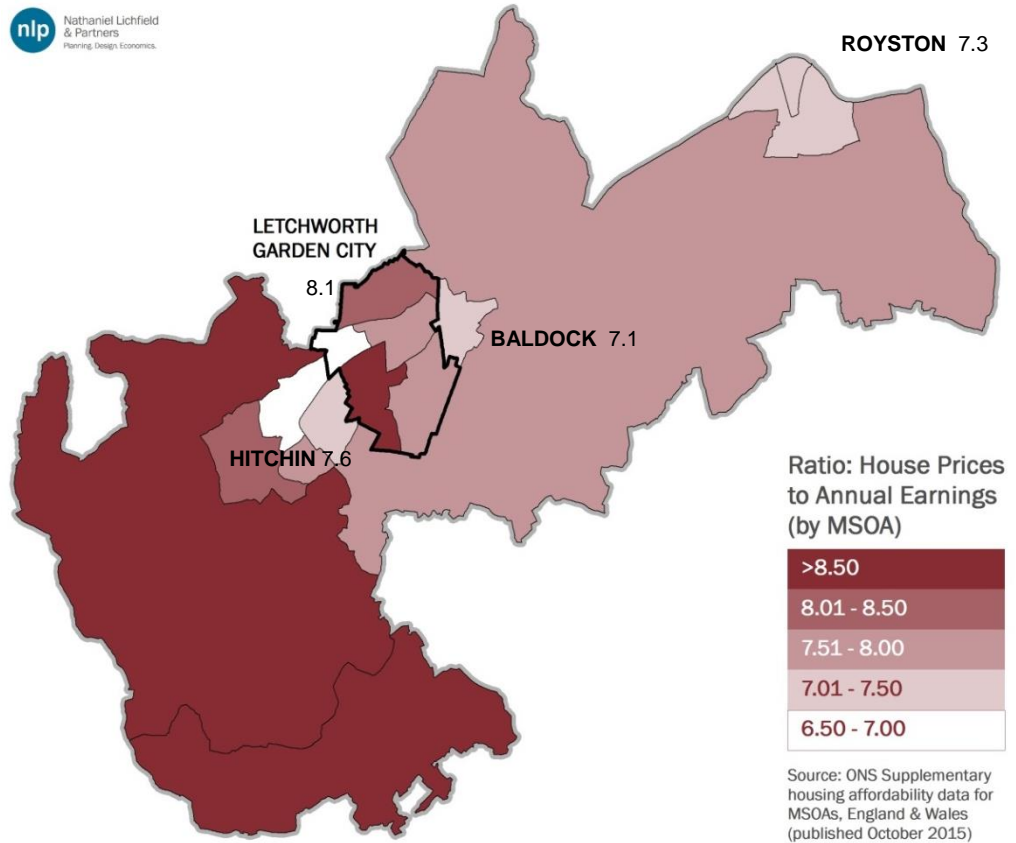 nlp
Nathaniel Lichfield
& Partners
Planning. Design. Economics.
ROYSTON 7.3
LETCHWORTH
GARDEN CITY
8.1
BALDOCK 7.1
HITCHIN 7.6
Ratio: House Prices
to Annual Earnings
(by MSOA)
>8.50
8.01 - 8.50
7.51 - 8.00
7.01 - 7.50
6.50 - 7.00
Source: ONS Supplementary
housing affordability data for
MSOAs, England & Wales
(published October 2015)